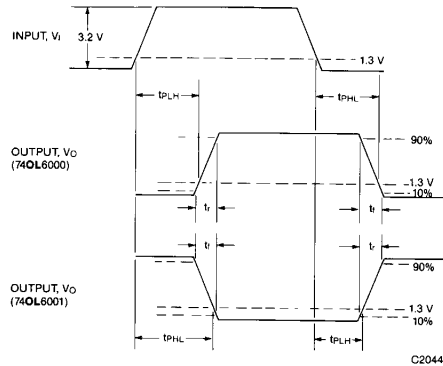 INPUT, VI
3.2 V
1.3 V
tPLH
tPHL
OUTPUT, VO
(74OL6000)
90%
1.3 V
10%
tr
tf
tf
tr
OUTPUT, VO
(74OL6001)
90%
1.3 V
10%
tPHL
tPLH
C2044